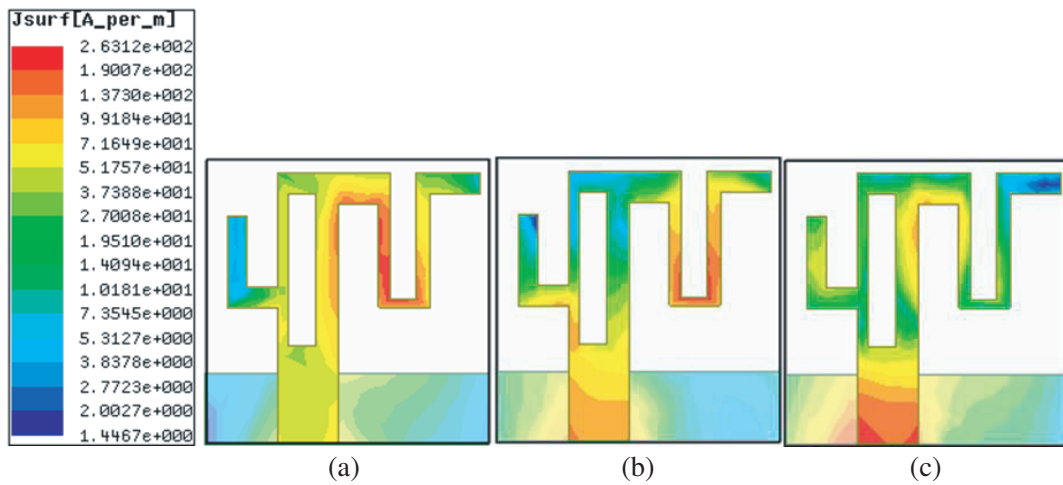 Jsurf[A_per_m]
2.6312e+002
1.9007e+002
1.3730e+002
9.9184e+001
7.1649e+001
5.1757e+001
3.7388e+001
2.7008e+001
1.9510e+001
1.4094e+001
1.0181e+001
7.3545e+000
5.3127e+000
3.8378e+000
2.7723e+000
2.0027e+000
1.4467e+000
(a) (b) (c)